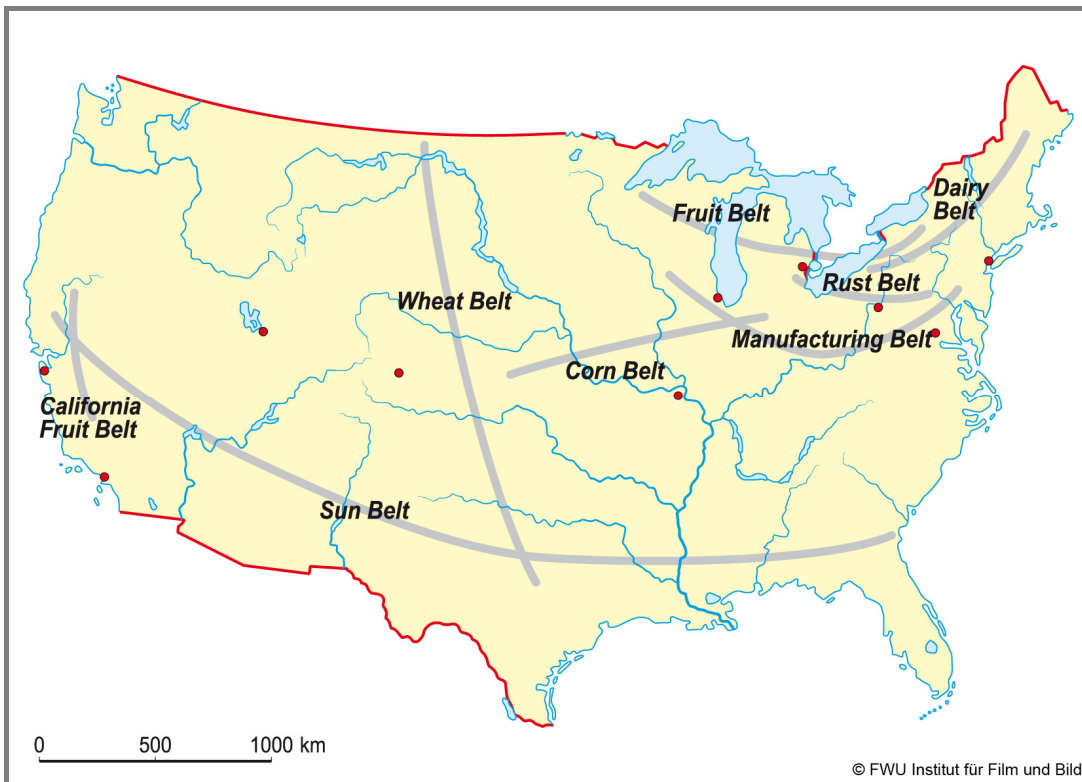 Dairy
Belt
Fruit Belt
Rust Belt
Wheat Belt
Manufacturing Belt
Corn Belt
California
Fruit Belt
Sun Belt
0 500 1000 km
© FWU Institut für Film und Bild